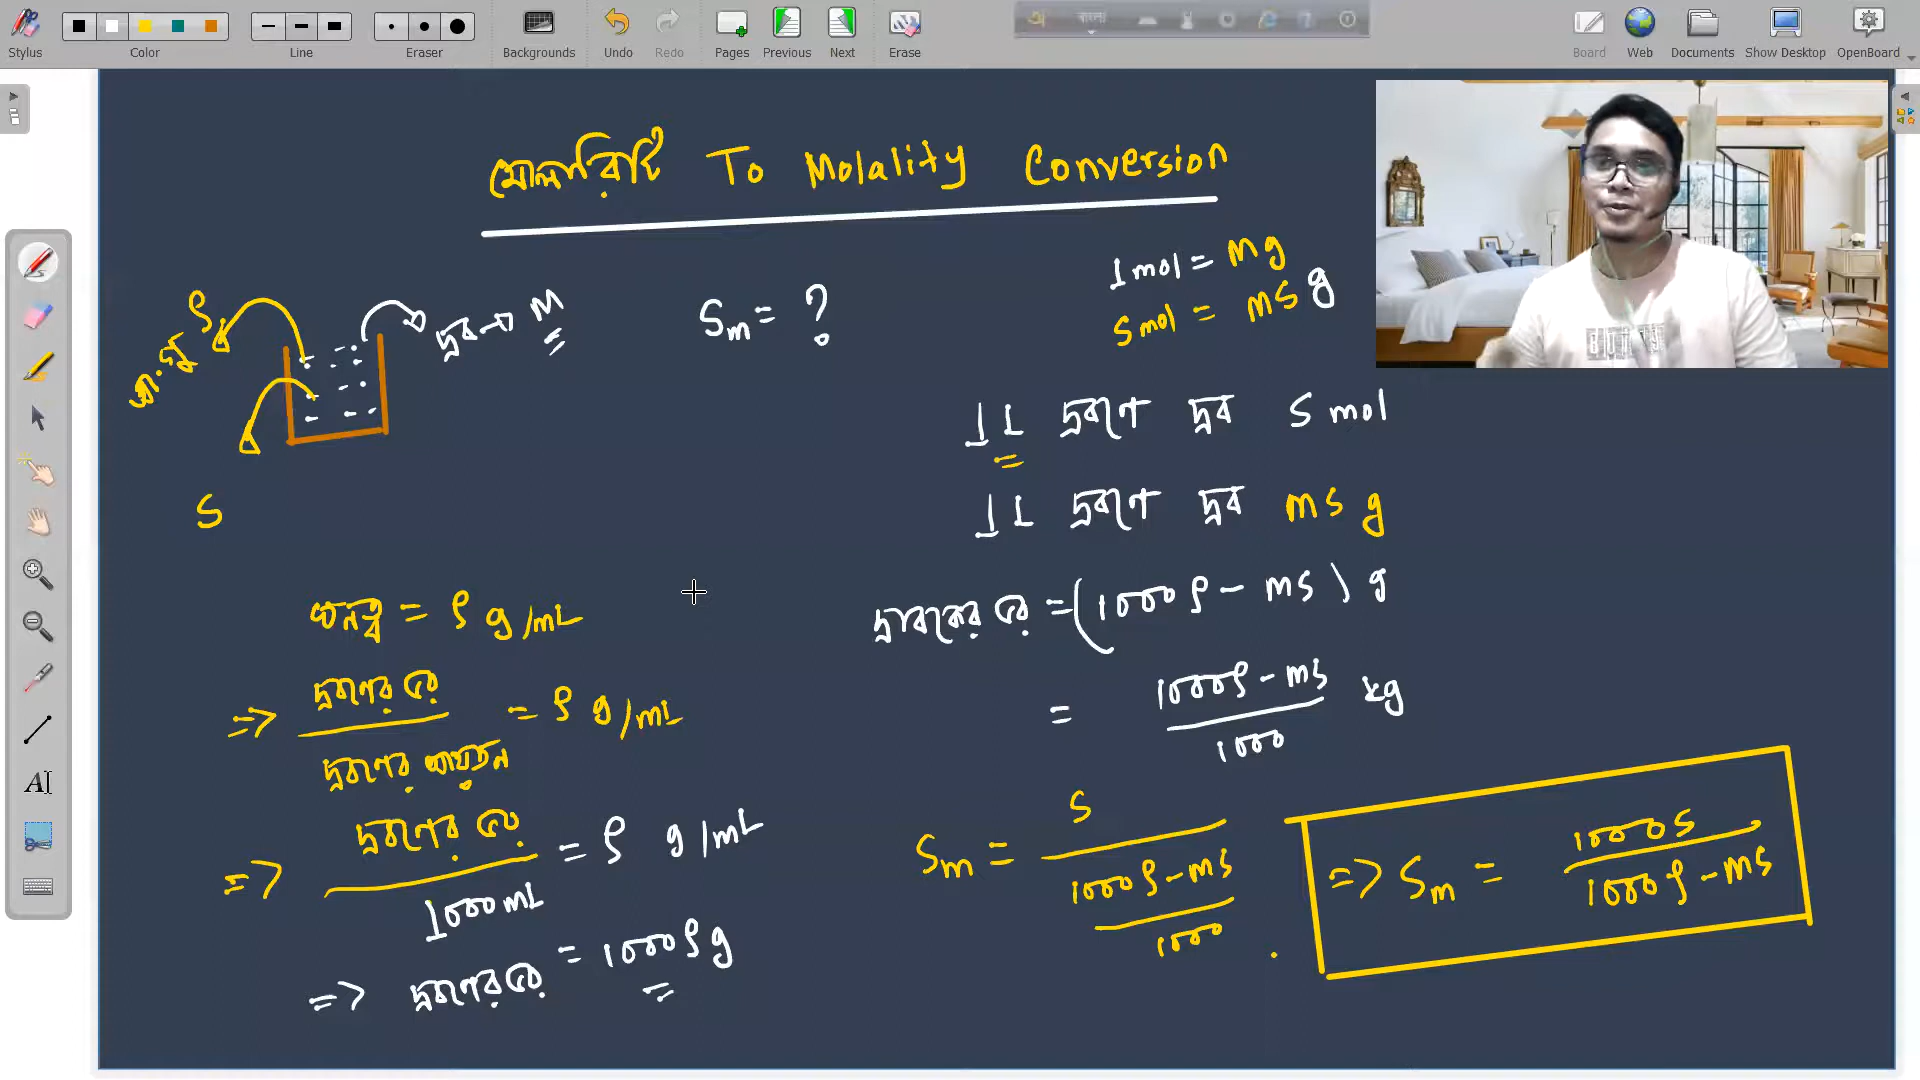 Stylus
Color
Line
Eraser
Backgrounds
Undo
Redo
Pages
Previous
Next
Erase
Board
Web
Documents
Show Desktop
OpenBoard
মোলারিটি To Molality Conversion
1 mol = Mg
S mol = MS g
ρ
দ্রব → M
Sm = ?
S
1 L দ্রবণে দ্রব S mol
1 L দ্রবণে দ্রব MS g
ঘনত্ব = ρ g/mL
দ্রাবকের ভর = (1000ρ - MS) g
=> দ্রবণের ভর / দ্রবণের আয়তন = ρ g/mL
= 1000ρ - MS / 1000 kg
=> দ্রবণের ভর / 1000 mL = ρ g/mL
Sm = S / 1000ρ - MS / 1000
=> Sm = 1000S / 1000ρ - MS
=> দ্রবণের ভর = 1000ρ g